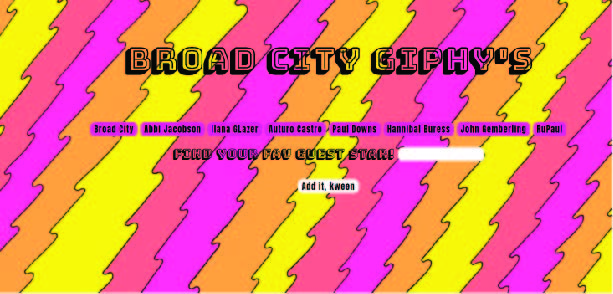 BROAD CITY GIPHY'S
Broad City Abbi Jacobson Ilana GLazer Auturo Castro Paul Downs Hannibal Buress John Gemberling RuPaul
FIND YOUR FAV GUEST STAR!
Add it, kween